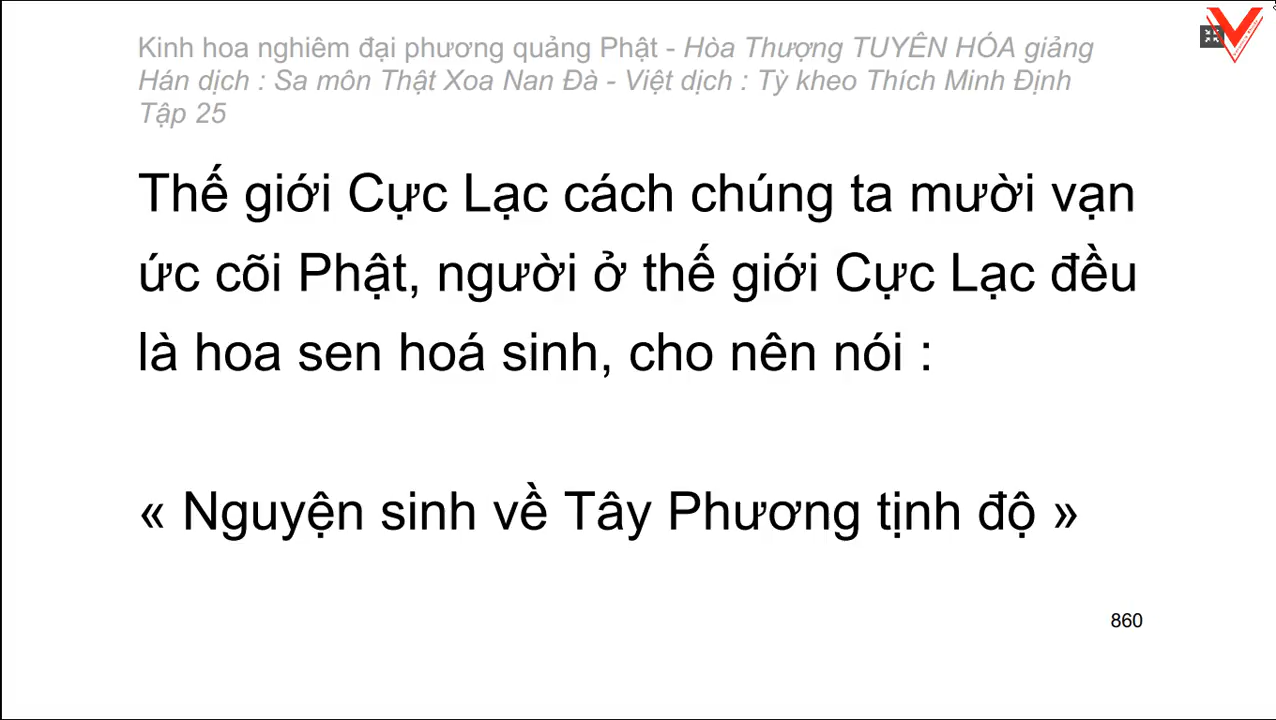 Kinh hoa nghiêm đại phương quảng Phật - Hòa Thượng TUYÊN HÓA giảng
Hán dịch : Sa môn Thật Xoa Nan Đà - Việt dịch : Tỳ kheo Thích Minh Định
Tập 25
Thế giới Cực Lạc cách chúng ta mười vạn
ức cõi Phật, người ở thế giới Cực Lạc đều
là hoa sen hoá sinh, cho nên nói :
« Nguyện sinh về Tây Phương tịnh độ »
860